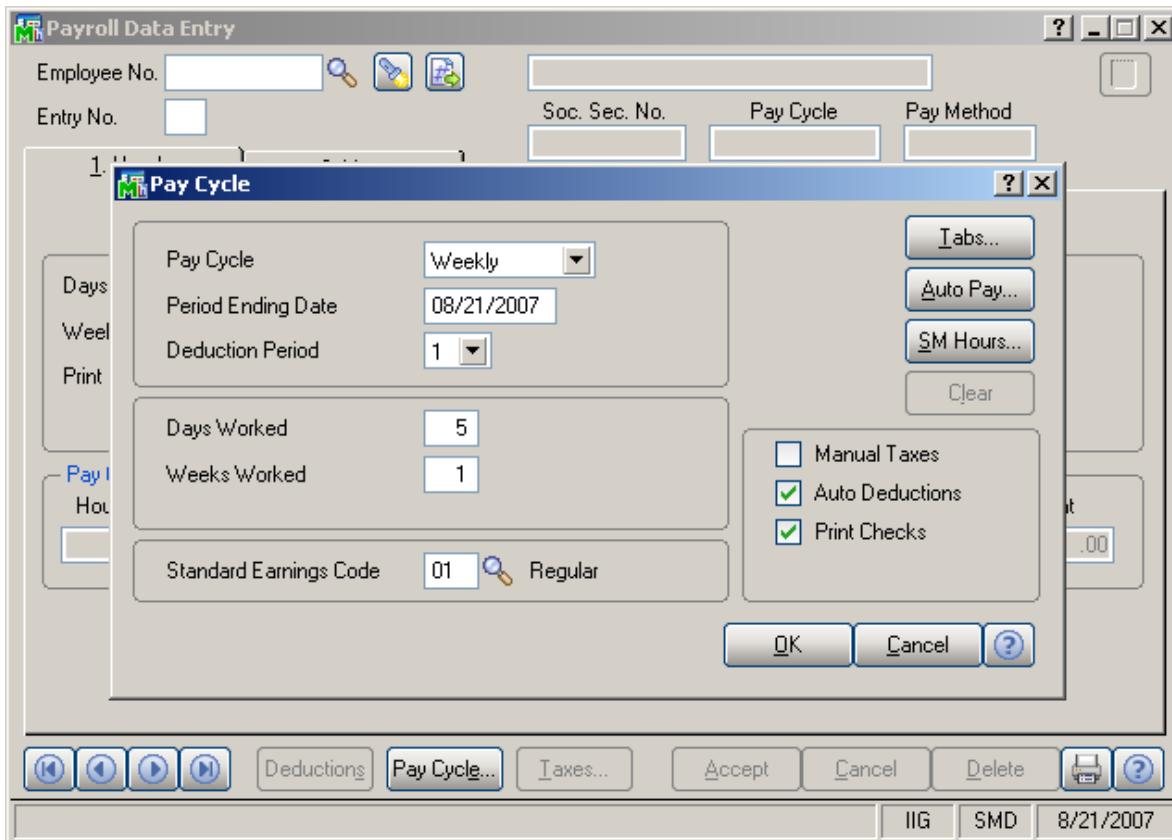 Payroll Data Entry
Employee No.
Entry No.
Soc. Sec. No. Pay Cycle Pay Method
1.
Pay Cycle
Pay Cycle Weekly
Period Ending Date 08/21/2007
Deduction Period 1
Days Worked 5
Weeks Worked 1
Standard Earnings Code 01 Regular
Tabs...
Auto Pay...
SM Hours...
Clear
Manual Taxes
Auto Deductions
Print Checks
OK Cancel
Days
Print
Pay
.00
Deductions Pay Cycle... Taxes... Accept Cancel Delete
IIG SMD 8/21/2007